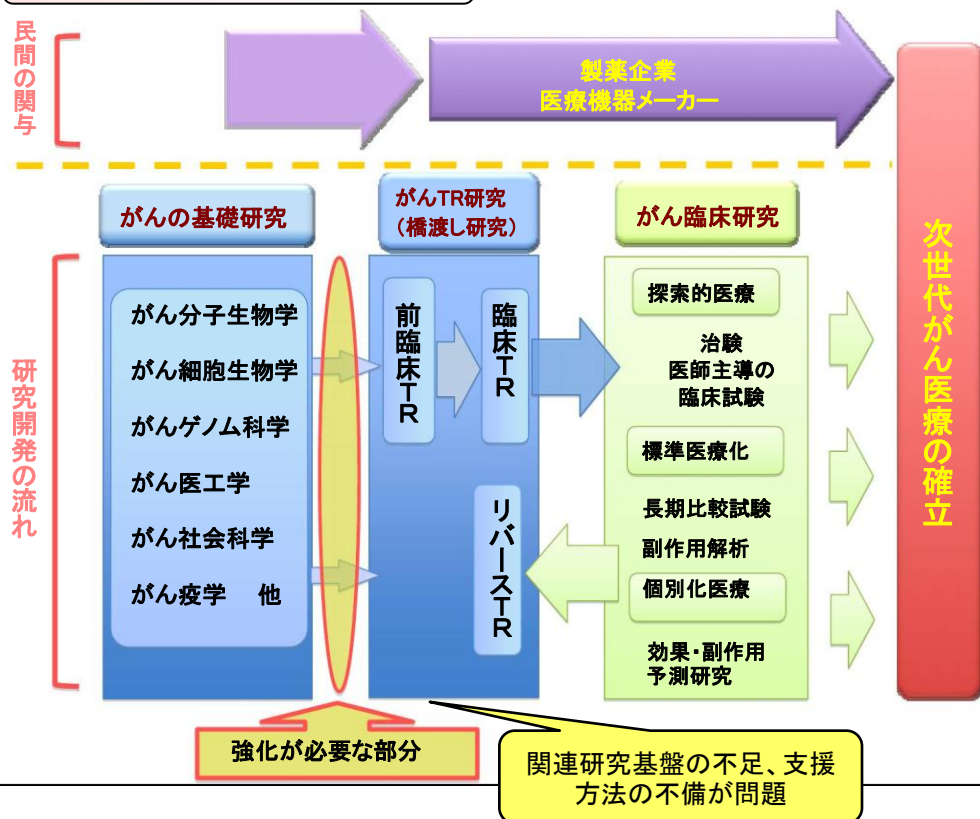 民間の関与
製薬企業
医療機器メーカー
研究開発の流れ
がんの基礎研究
がん分子生物学
がん細胞生物学
がんゲノム科学
がん医工学
がん社会科学
がん疫学　他
がんTR研究
（橋渡し研究）
前臨床TR
臨床TR
リバースTR
がん臨床研究
探索的医療
治験
医師主導の
臨床試験
標準医療化
長期比較試験
副作用解析
個別化医療
効果・副作用
予測研究
次世代がん医療の確立
強化が必要な部分
関連研究基盤の不足、支援
方法の不備が問題